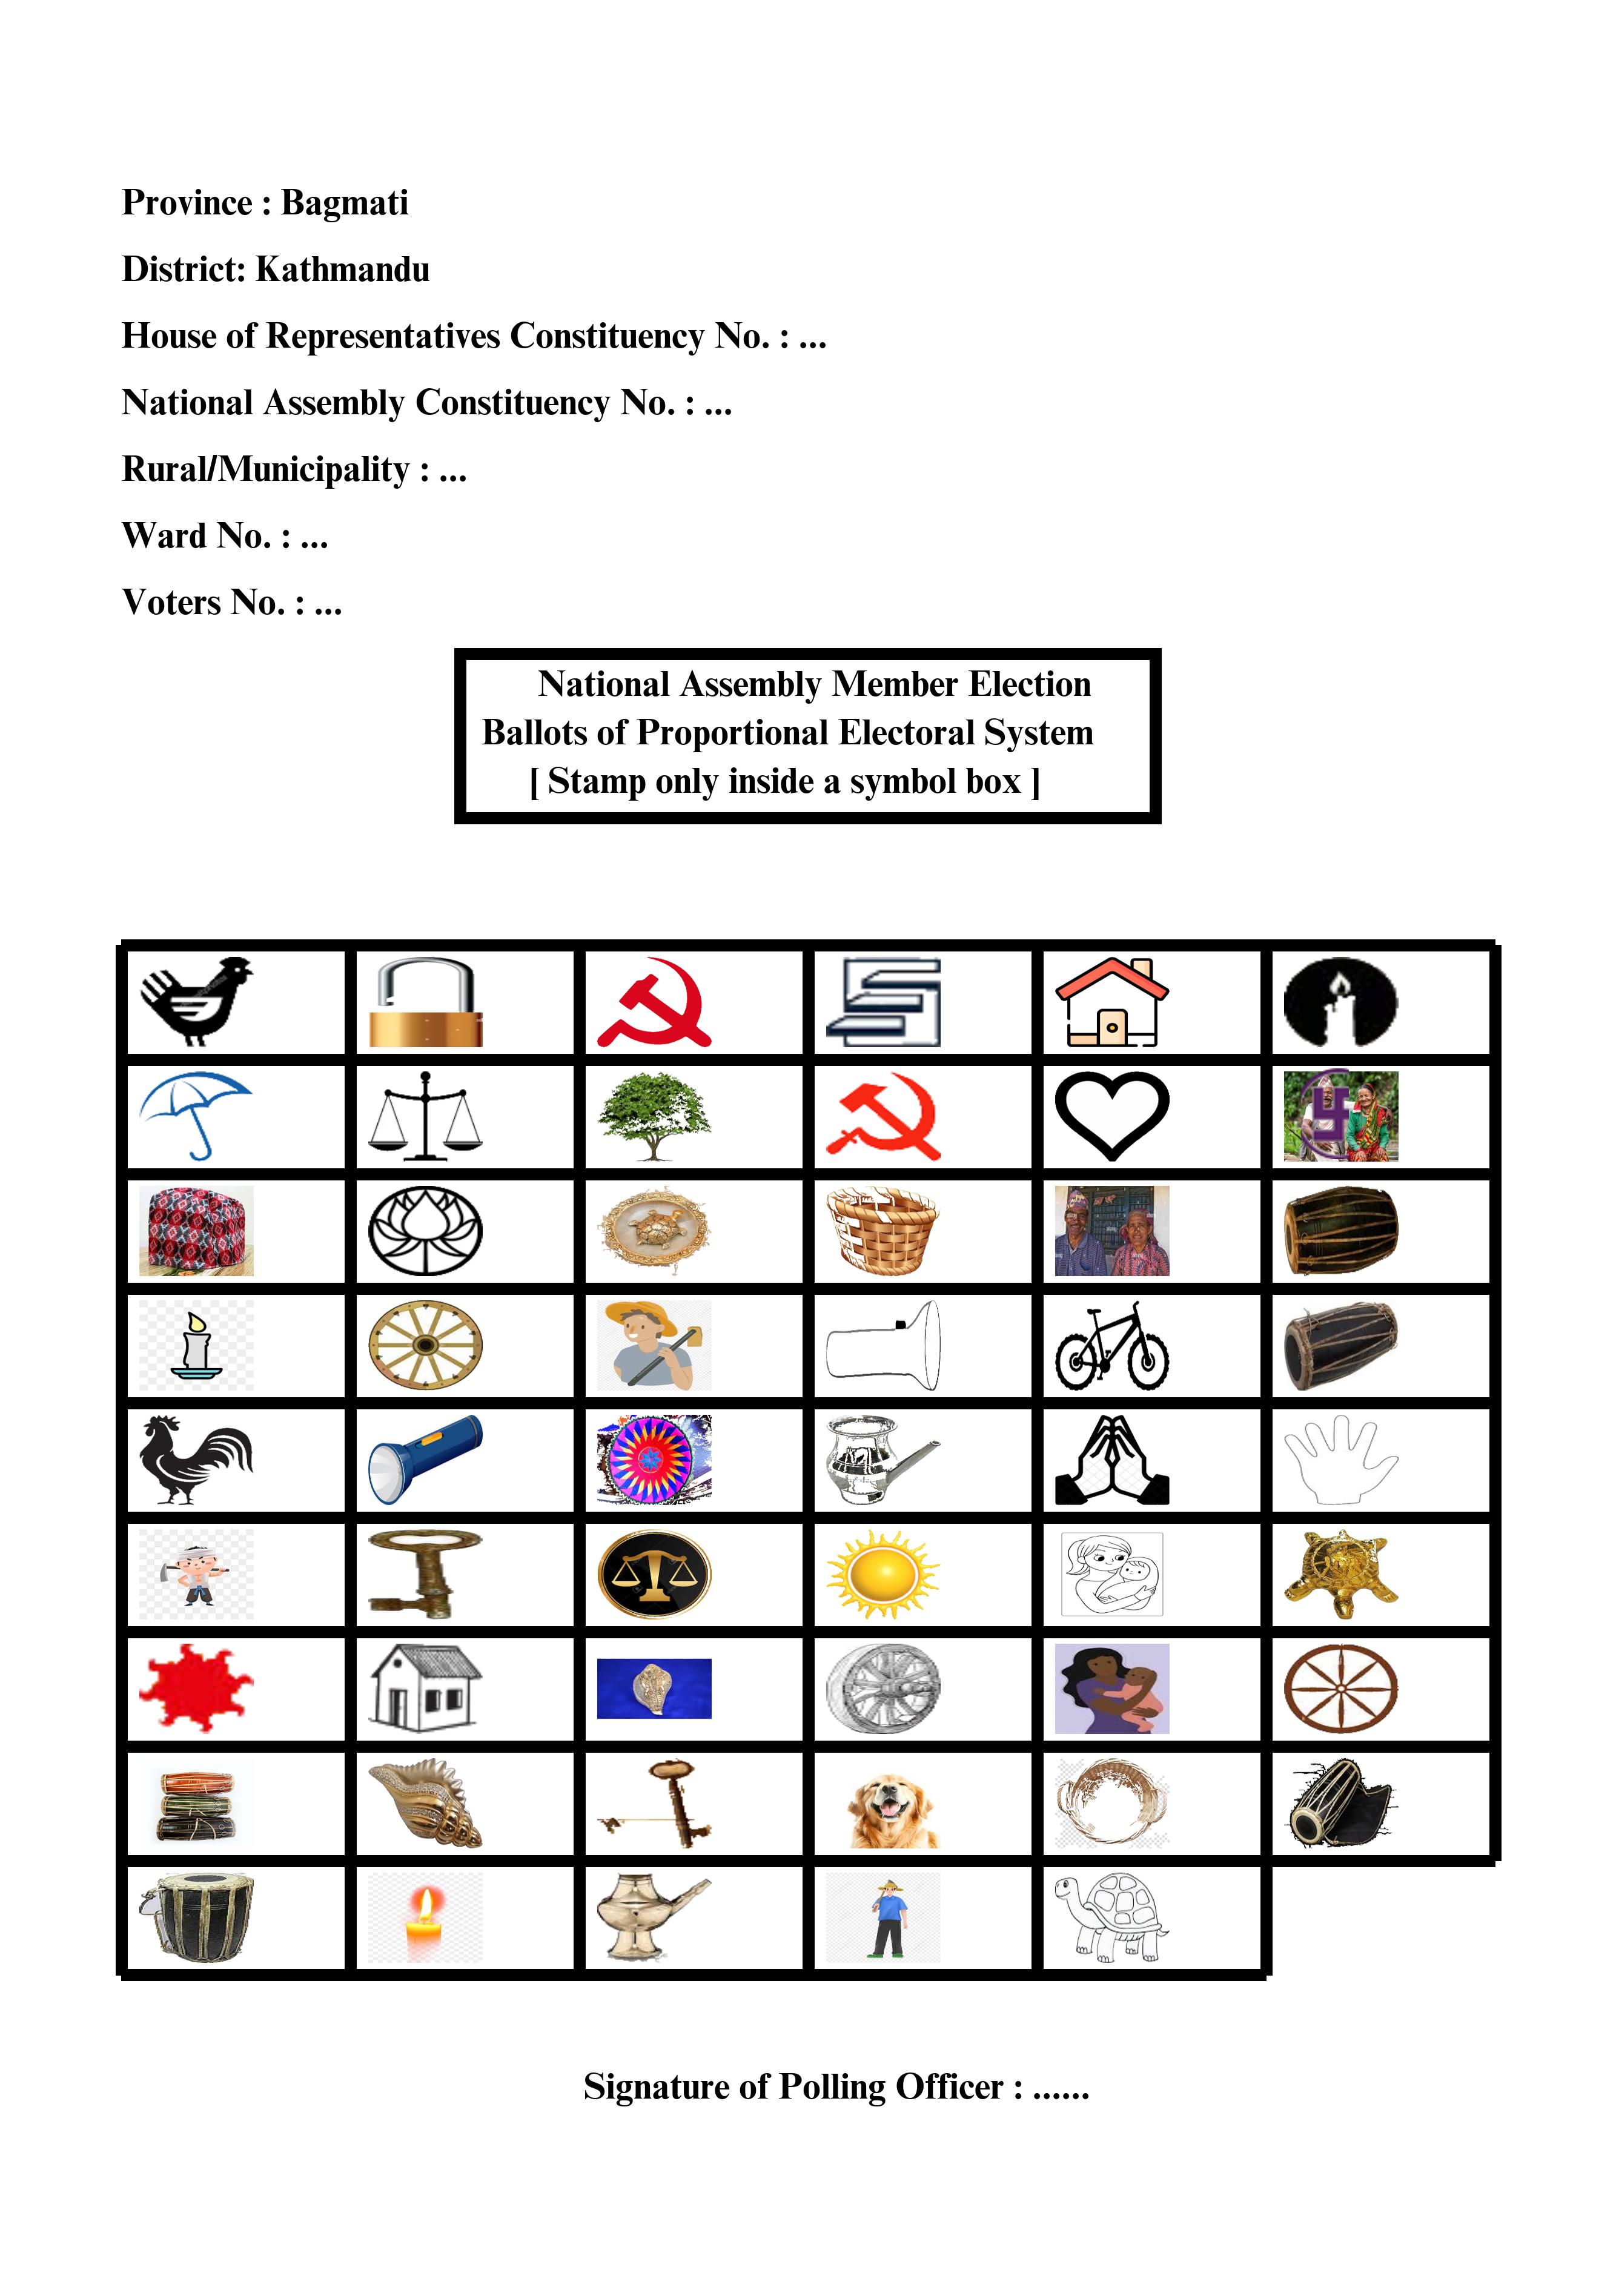 Province : Bagmati
District: Kathmandu
House of Representatives Constituency No. : ...
National Assembly Constituency No. : ...
Rural/Municipality : ...
Ward No. : ...
Voters No. : ...
National Assembly Member Election
Ballots of Proportional Electoral System
[ Stamp only inside a symbol box ]
Signature of Polling Officer : ......